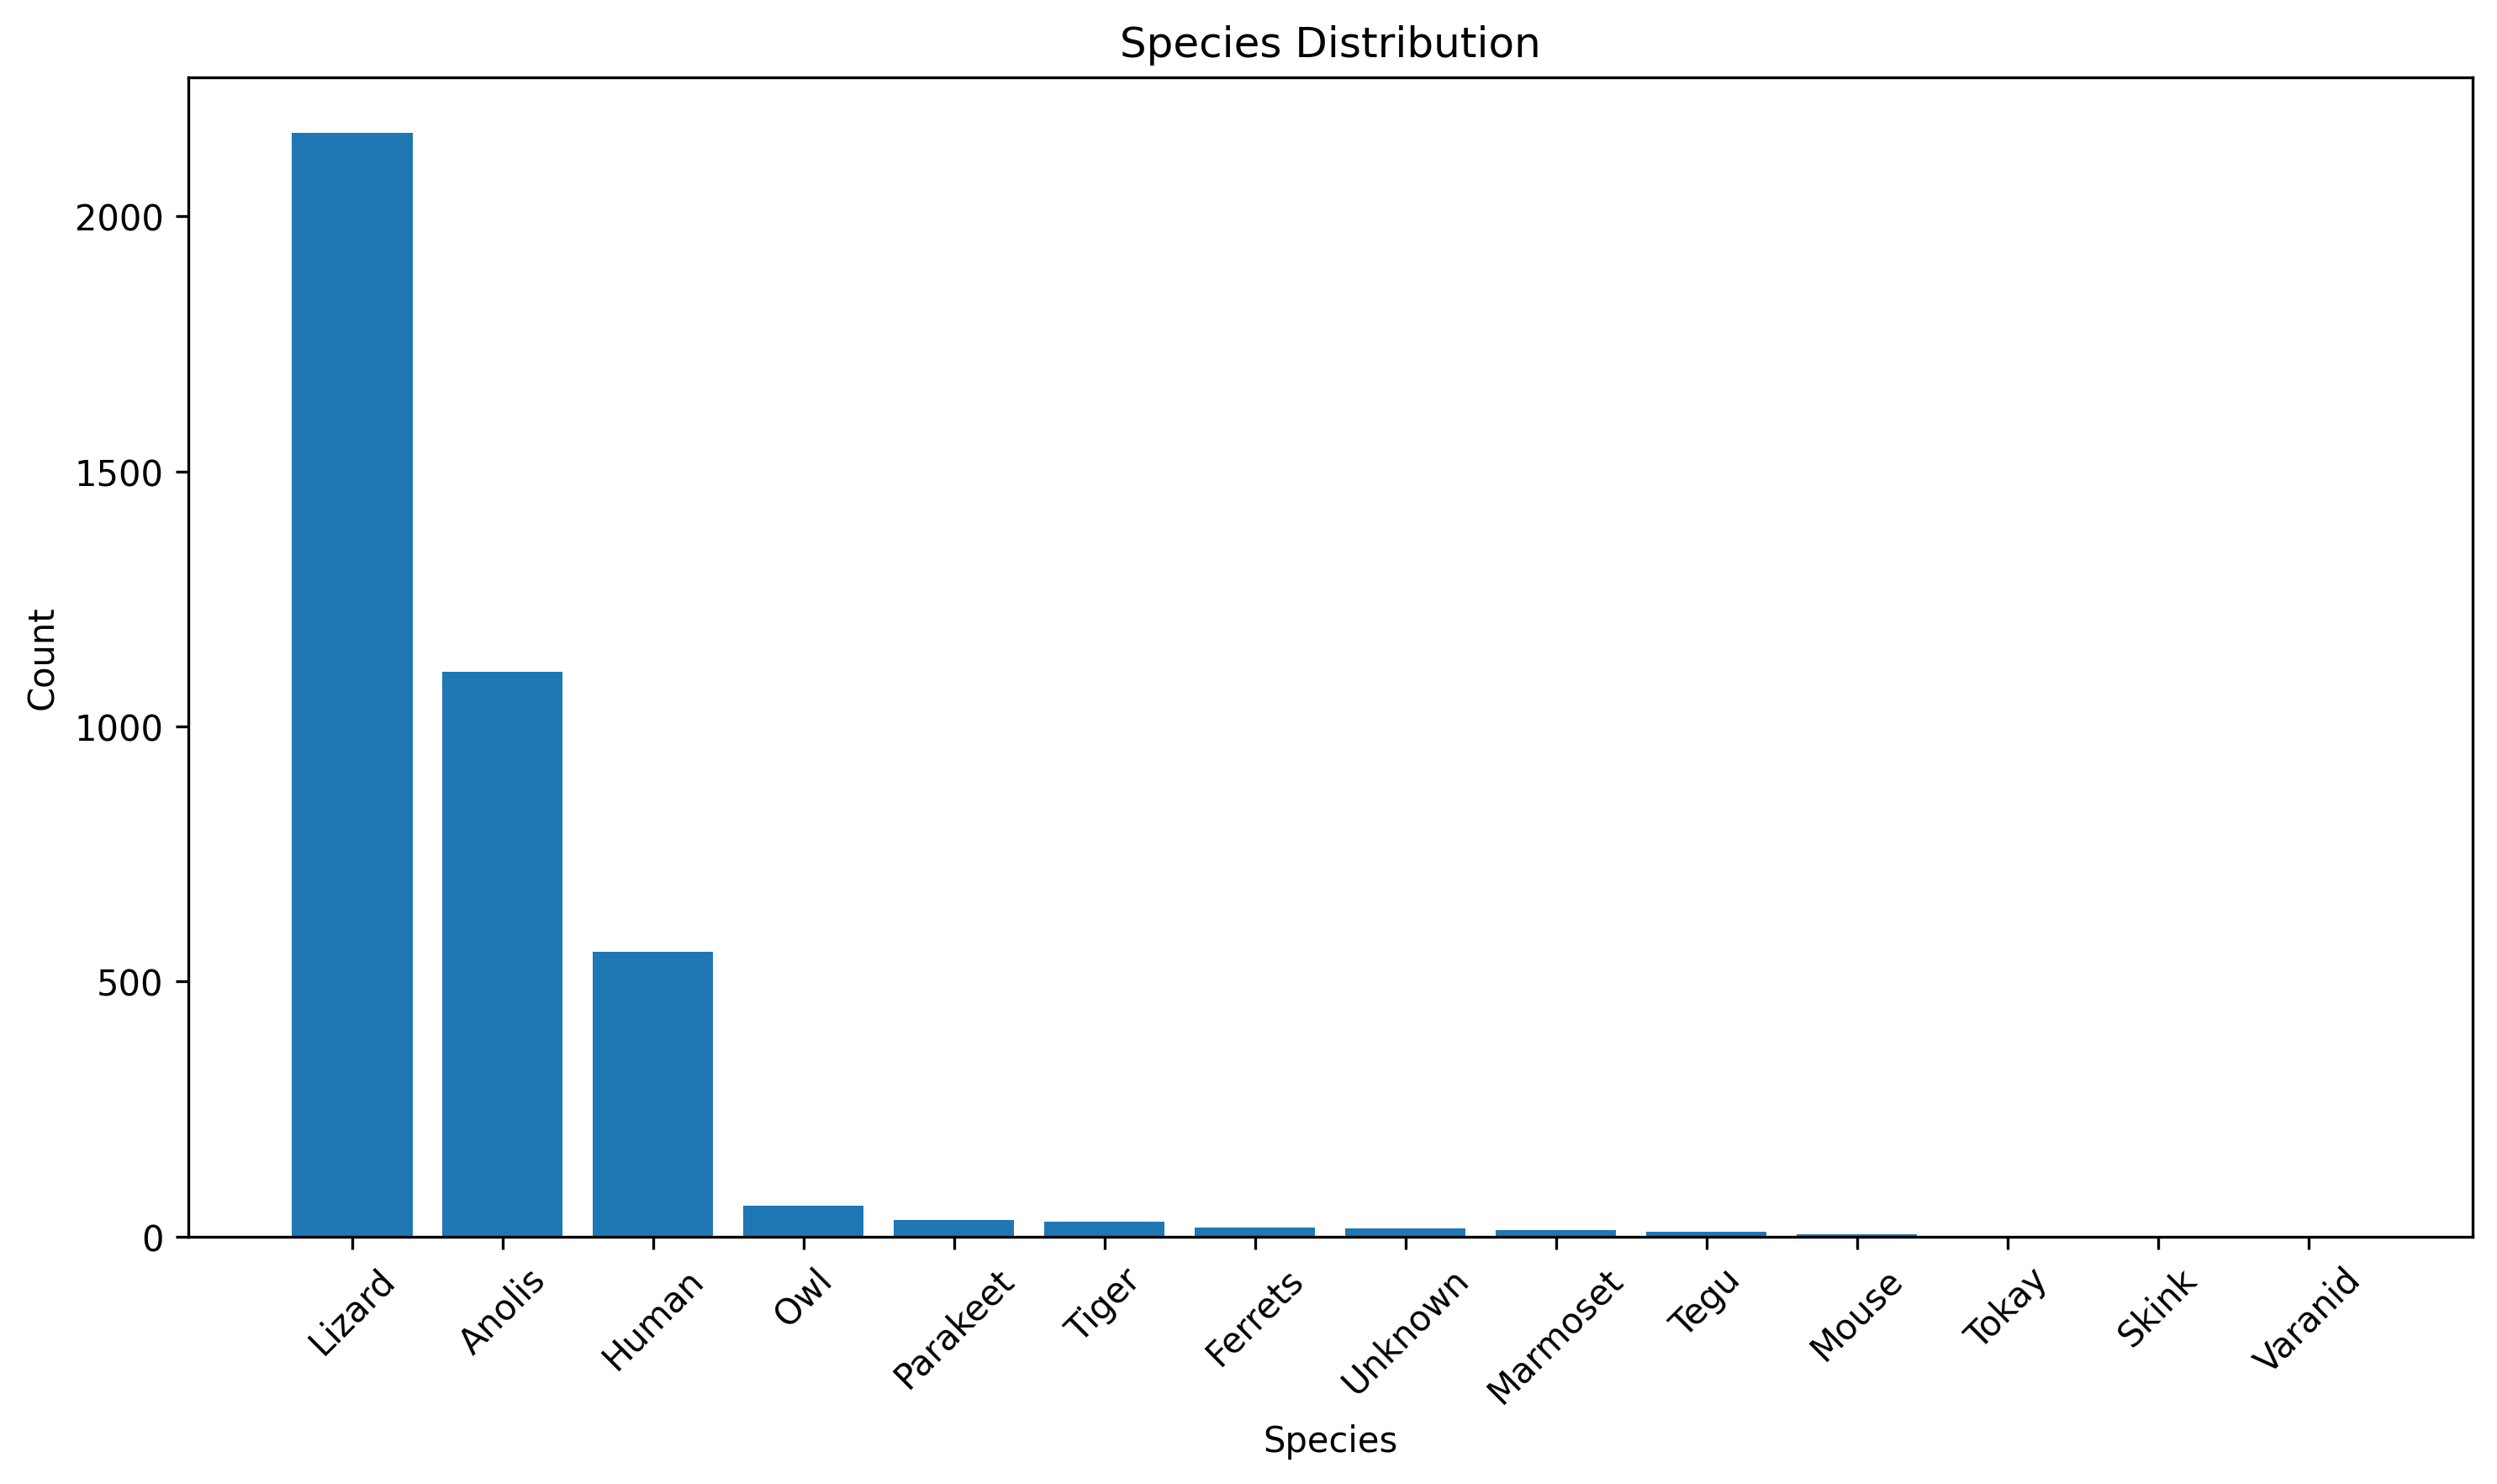 Species Distribution
Count
2000
1500
1000
500
0
Lizard
Anolis
Human
Owl
Parakeet
Tiger
Ferrets
Unknown
Marmoset
Tegu
Mouse
Tokay
Skink
Varanid
Species